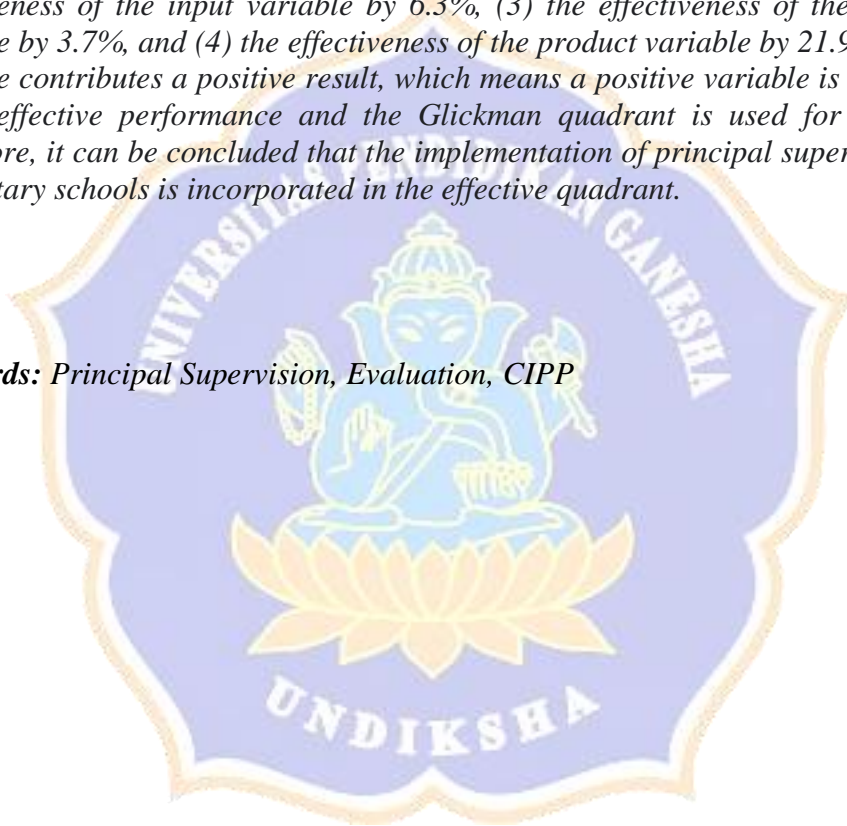 eness of the input variable by 6.3%, (3) the effectiveness of the
e by 3.7%, and (4) the effectiveness of the product variable by 21.9
e contributes a positive result, which means a positive variable is
effective performance and the Glickman quadrant is used for
ore, it can be concluded that the implementation of principal super
tary schools is incorporated in the effective quadrant.
UNIVERSITAS PENDIDIKAN GANESHA
rds: Principal Supervision, Evaluation, CIPP
UNDIKSHA